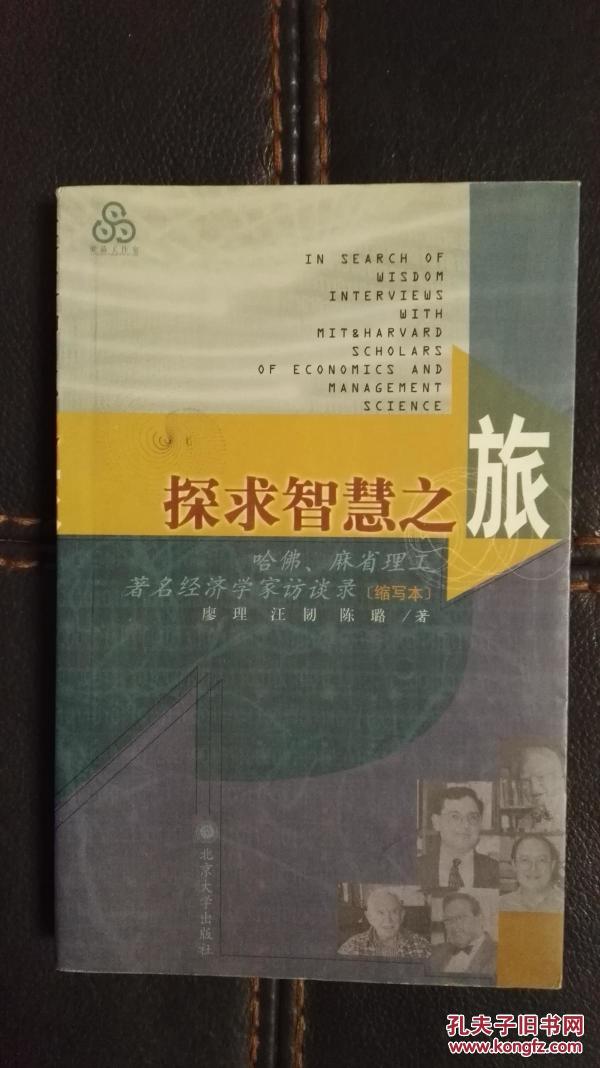 IN SEARCH OF
WISDOM
INTERVIEWS
WITH
MIT&HARVARD
SCHOLARS
OF ECONOMICS AND
MANAGEMENT
SCIENCE
探求智慧之旅
哈佛、麻省理工
著名经济学家访谈录〔缩写本〕
廖理 汪韧 陈璐 / 著
北京大学出版社
孔夫子旧书网
www.kongfz.com